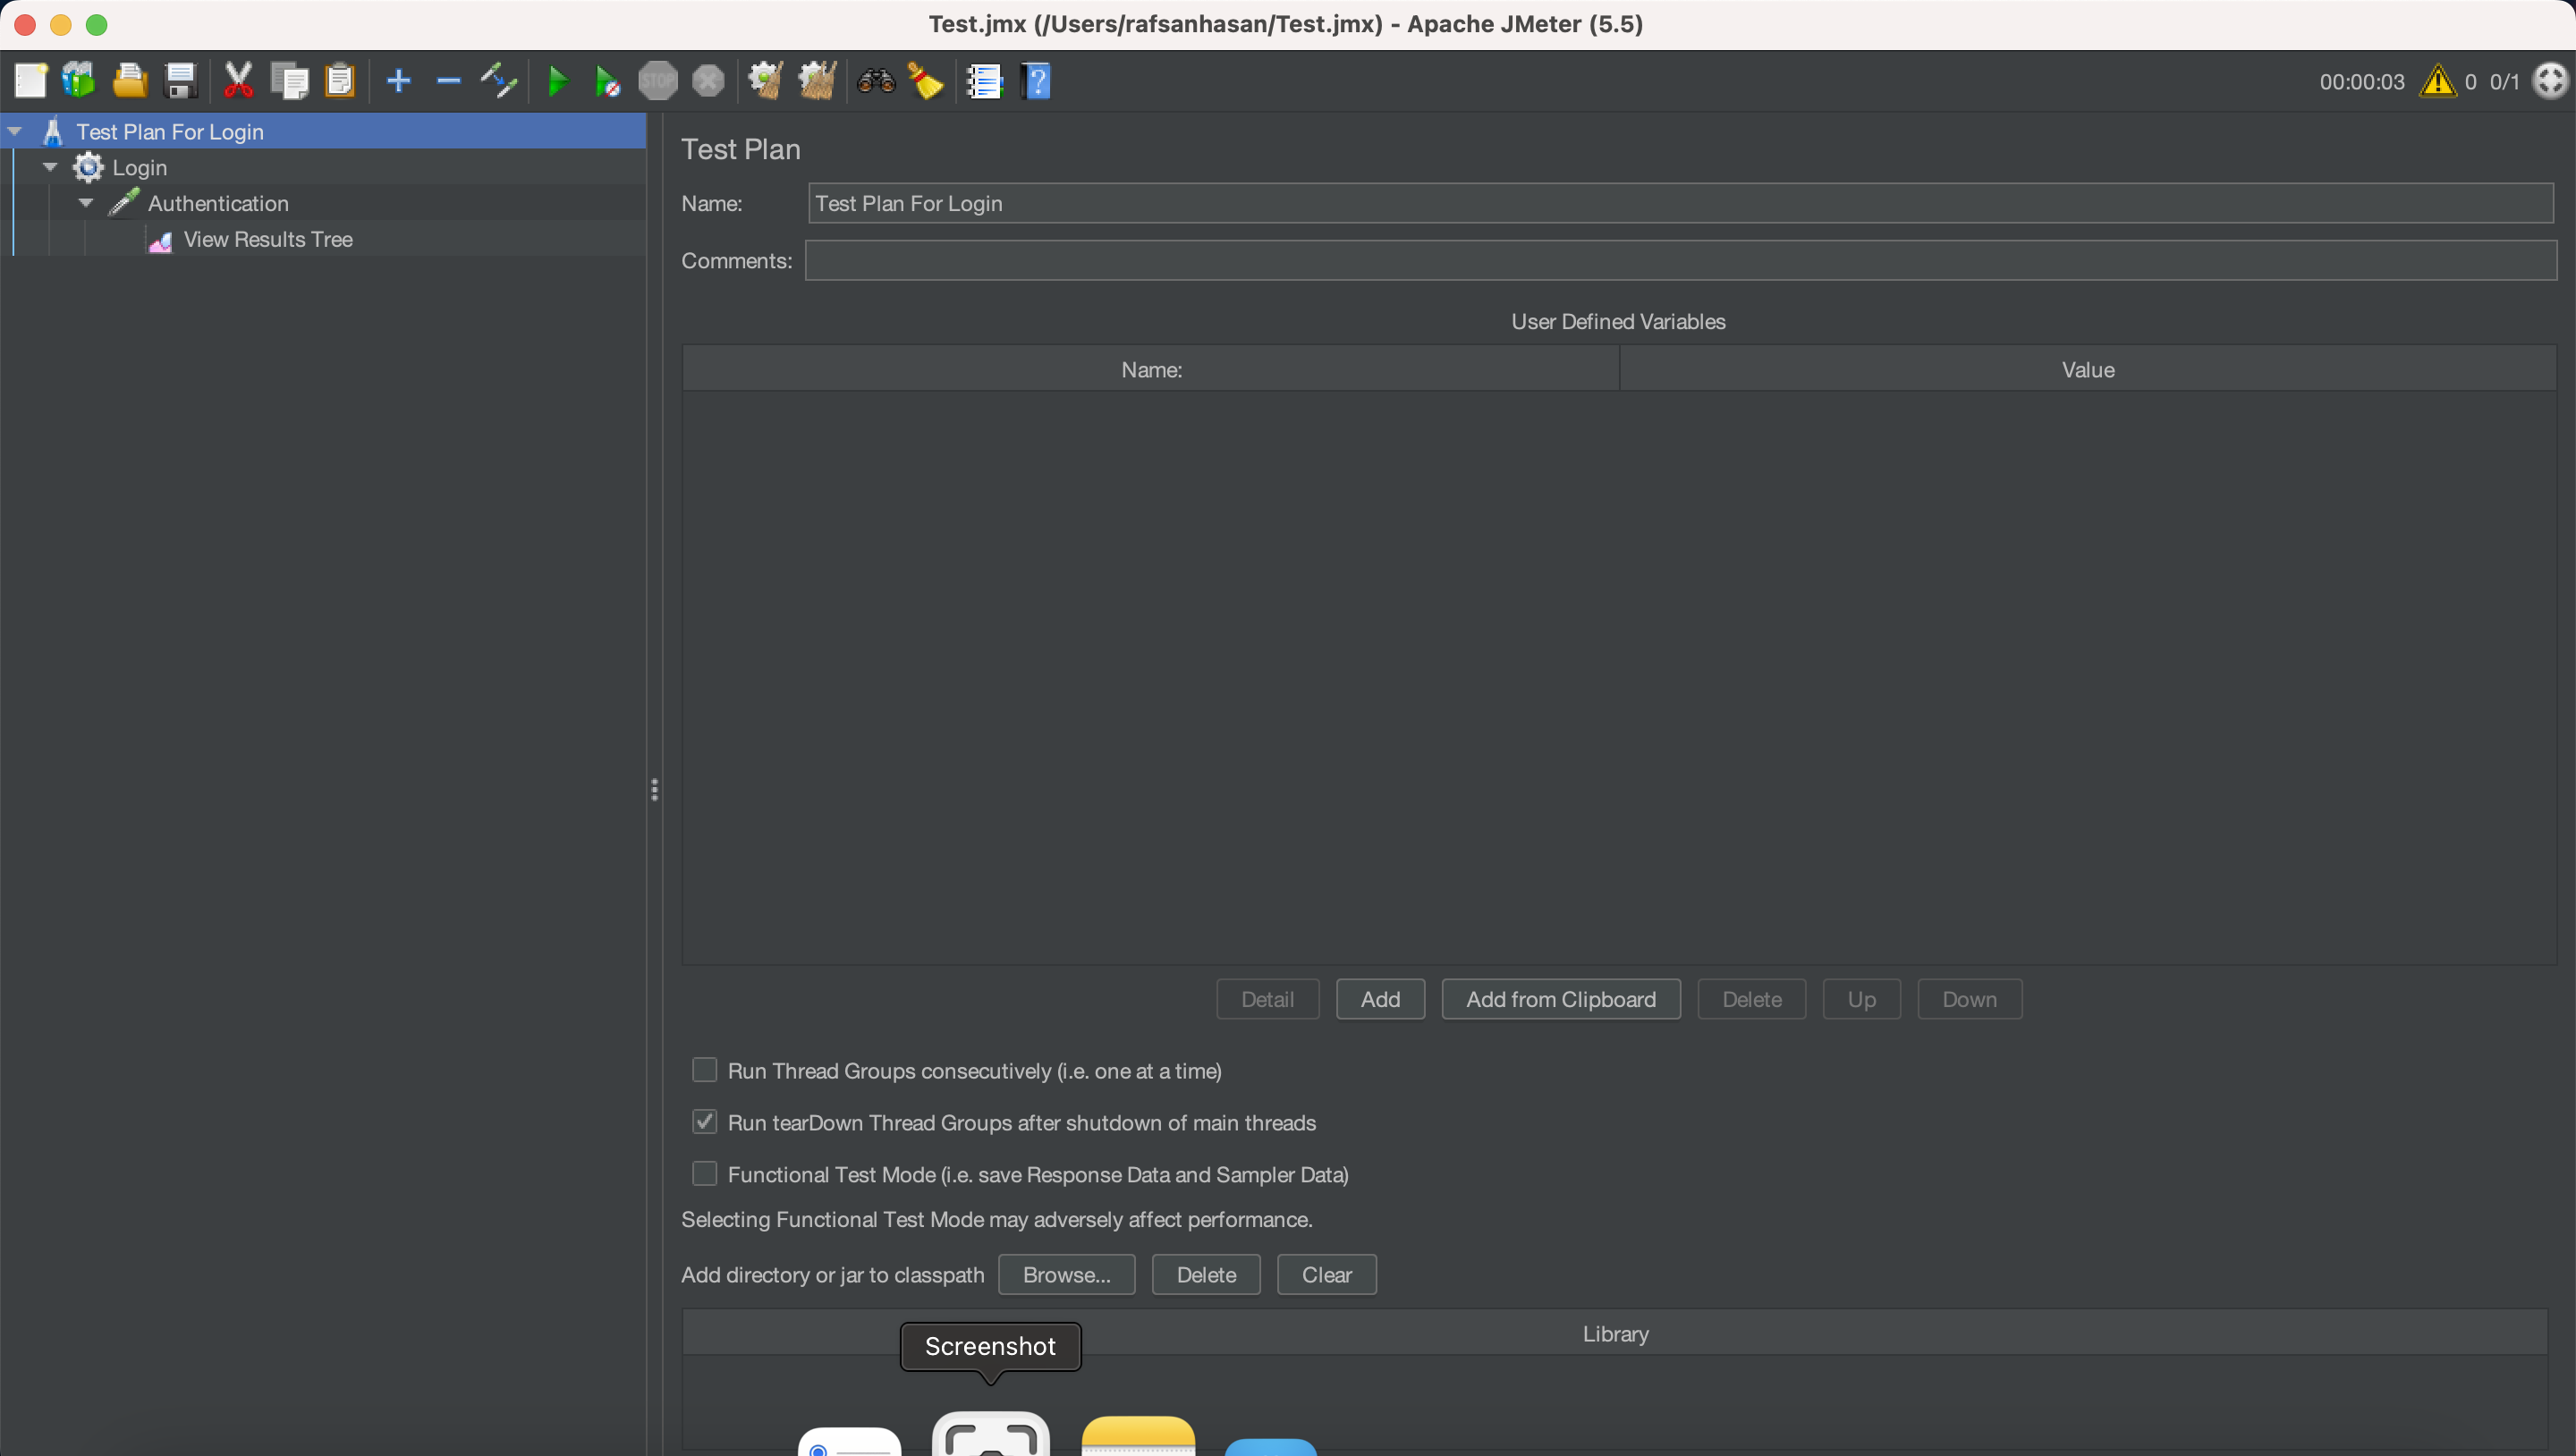 Test.jmx (/Users/rafsanhasan/Test.jmx) - Apache JMeter (5.5)
STOP
?
00:00:03 ! 0 0/1
Test Plan For Login
Login
Authentication
View Results Tree
Test Plan
Name: Test Plan For Login
Comments:
User Defined Variables
Name: Value
Detail Add Add from Clipboard Delete Up Down
Run Thread Groups consecutively (i.e. one at a time)
Run tearDown Thread Groups after shutdown of main threads
Functional Test Mode (i.e. save Response Data and Sampler Data)
Selecting Functional Test Mode may adversely affect performance.
Add directory or jar to classpath Browse... Delete Clear
Library
Screenshot